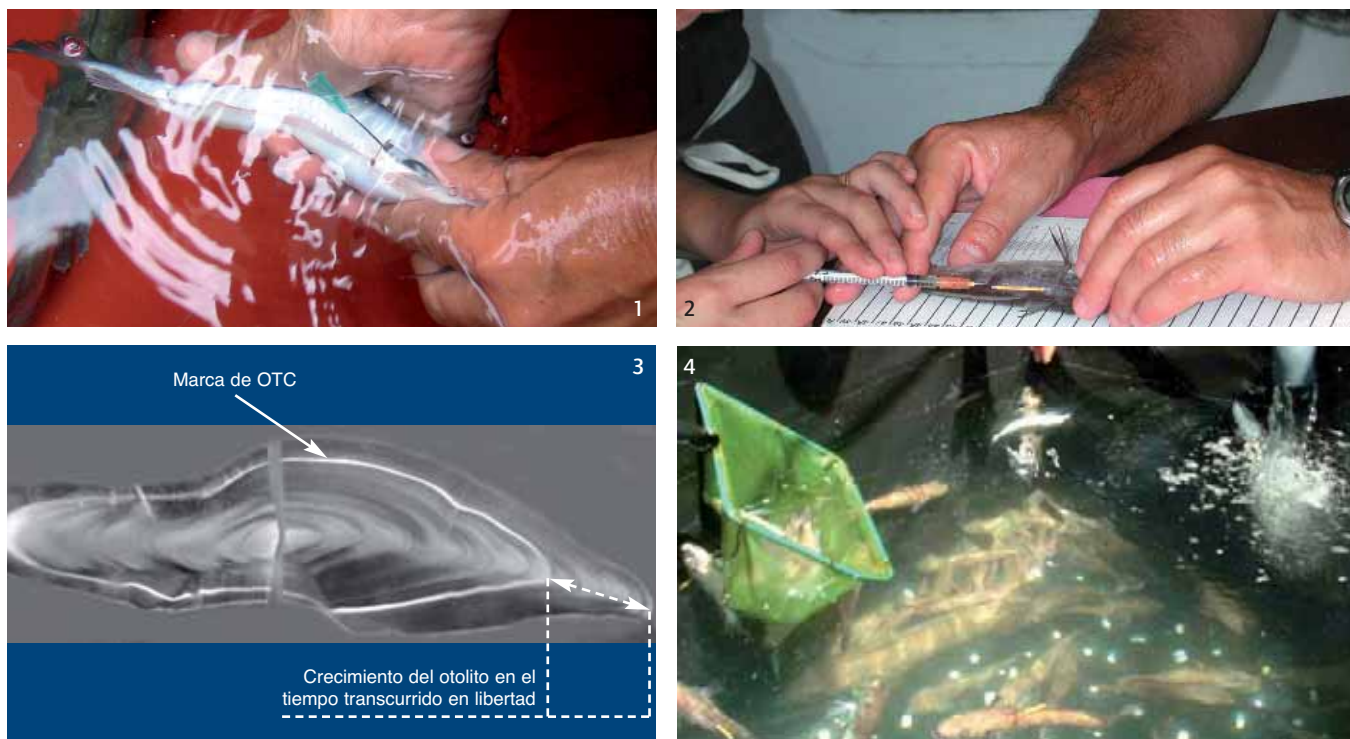 1
2
3
Marca de OTC
Crecimiento del otolito en el
tiempo transcurrido en libertad
4